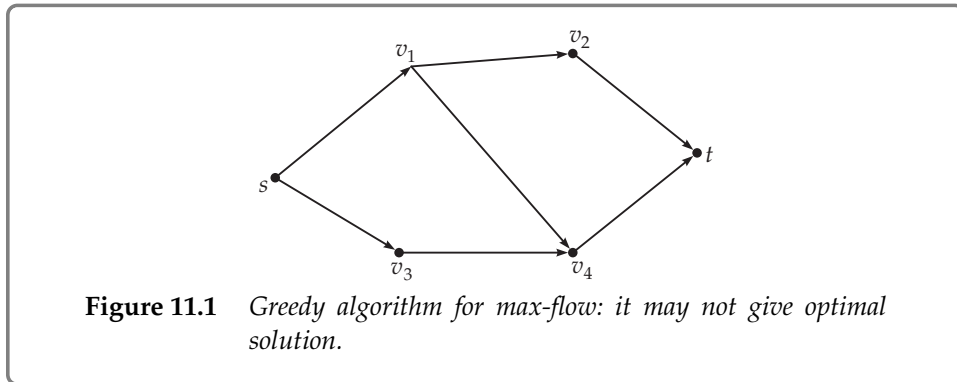 v₁
v₂
s
t
v₃
v₄
Figure 11.1 Greedy algorithm for max-flow: it may not give optimal
solution.